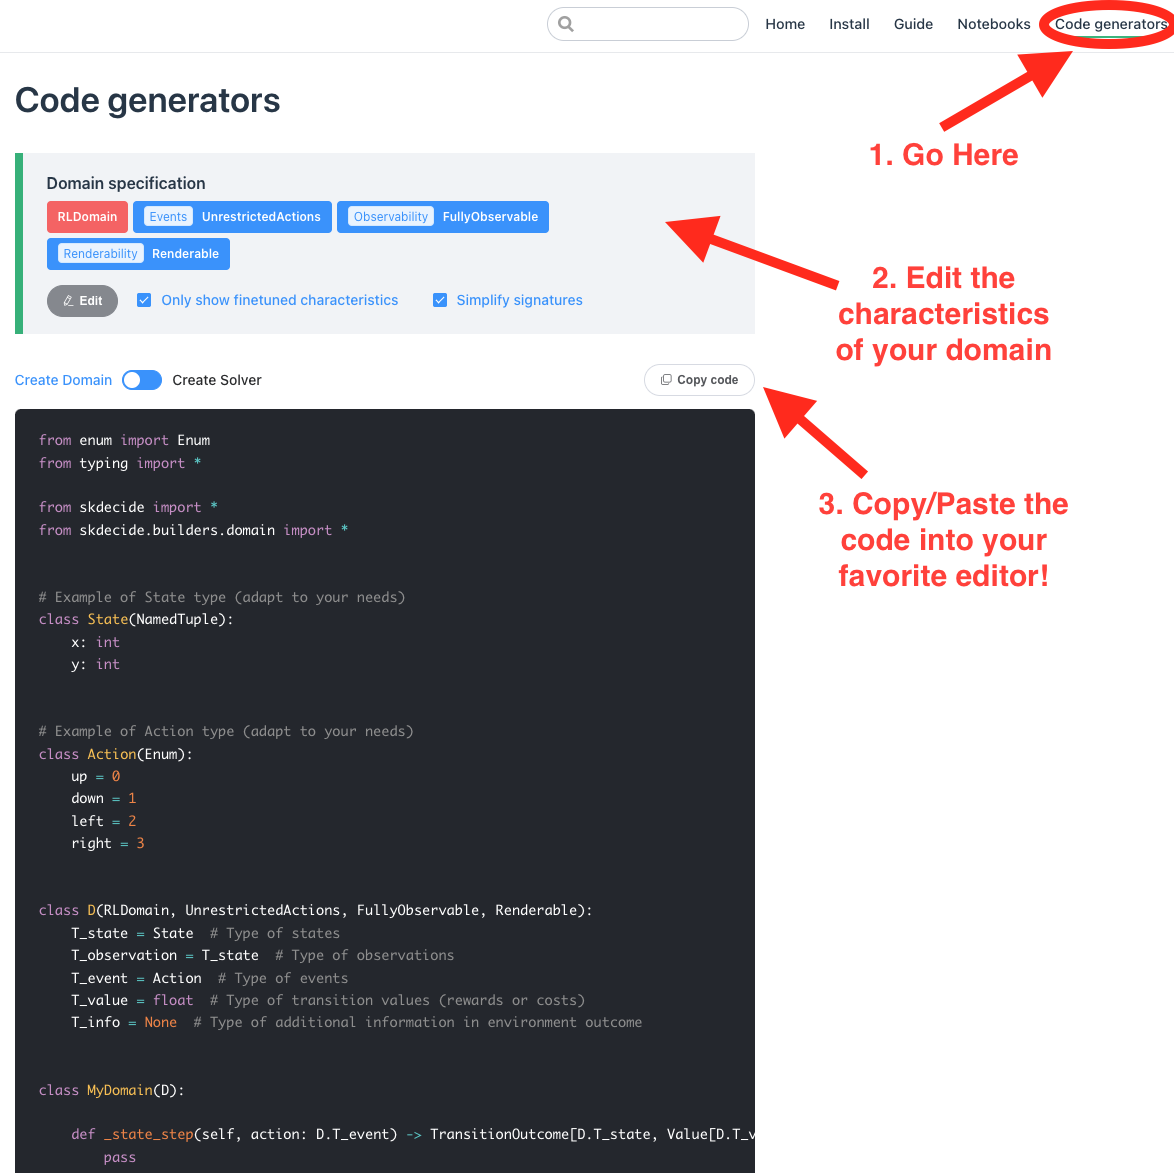 Home Install Guide Notebooks Code generators
Code generators
1. Go Here
Domain specification
RLDomain Events UnrestrictedActions Observability FullyObservable
Renderability Renderable
Edit Only show finetuned characteristics Simplify signatures
2. Edit the
characteristics
of your domain
Create Domain Create Solver Copy code
3. Copy/Paste the
code into your
favorite editor!
from enum import Enum
from typing import *
from skdecide import *
from skdecide.builders.domain import *
# Example of State type (adapt to your needs)
class State(NamedTuple):
    x: int
    y: int
# Example of Action type (adapt to your needs)
class Action(Enum):
    up = 0
    down = 1
    left = 2
    right = 3
class D(RLDomain, UnrestrictedActions, FullyObservable, Renderable):
    T_state = State  # Type of states
    T_observation = T_state  # Type of observations
    T_event = Action  # Type of events
    T_value = float  # Type of transition values (rewards or costs)
    T_info = None  # Type of additional information in environment outcome
class MyDomain(D):
    def _state_step(self, action: D.T_event) -> TransitionOutcome[D.T_state, Value[D.T_v
        pass